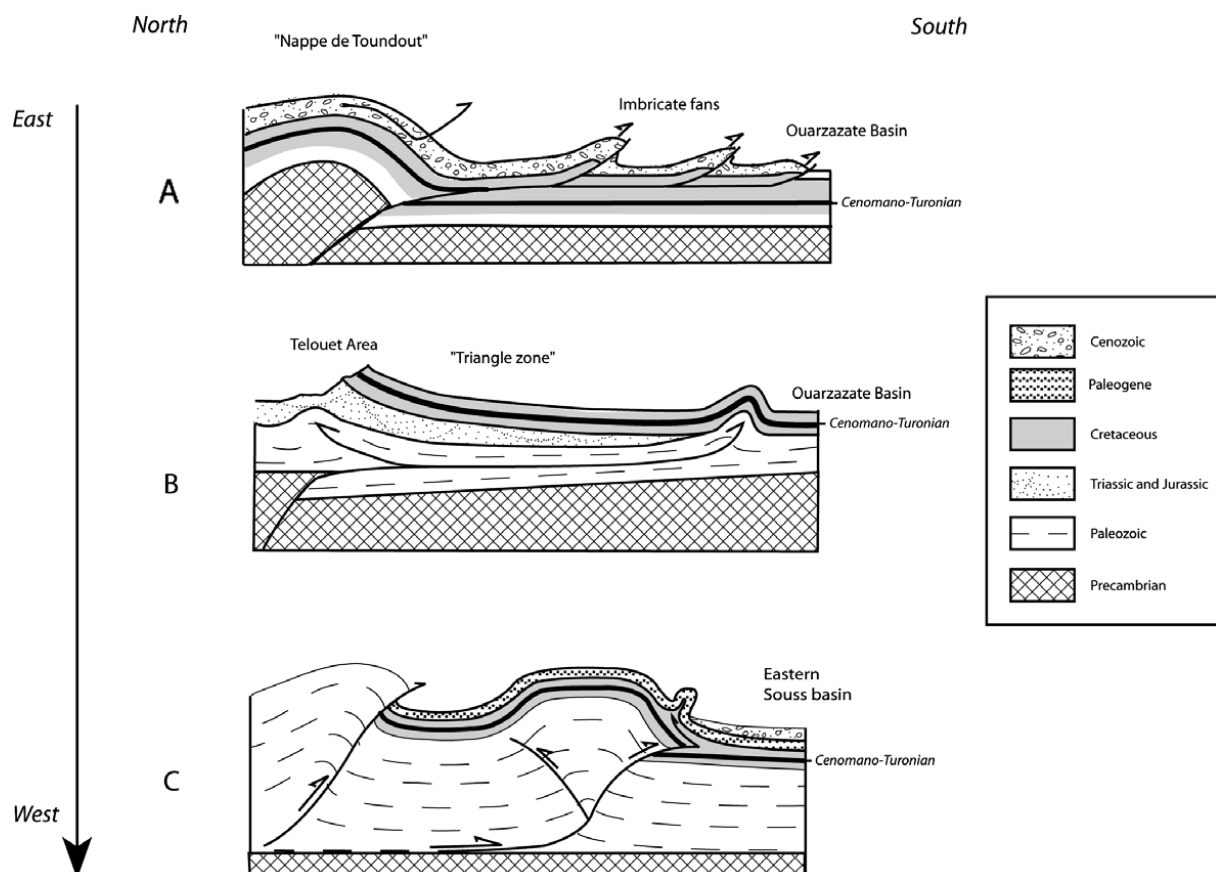 North
South
"Nappe de Toundout"
East
Imbricate fans
Ouarzazate Basin
A
Cenomano-Turonian
Telouet Area
"Triangle zone"
Ouarzazate Basin
Cenomano-Turonian
B
Cenozoic
Paleogene
Cretaceous
Triassic and Jurassic
Paleozoic
Precambrian
Eastern
Souss basin
Cenomano-Turonian
C
West